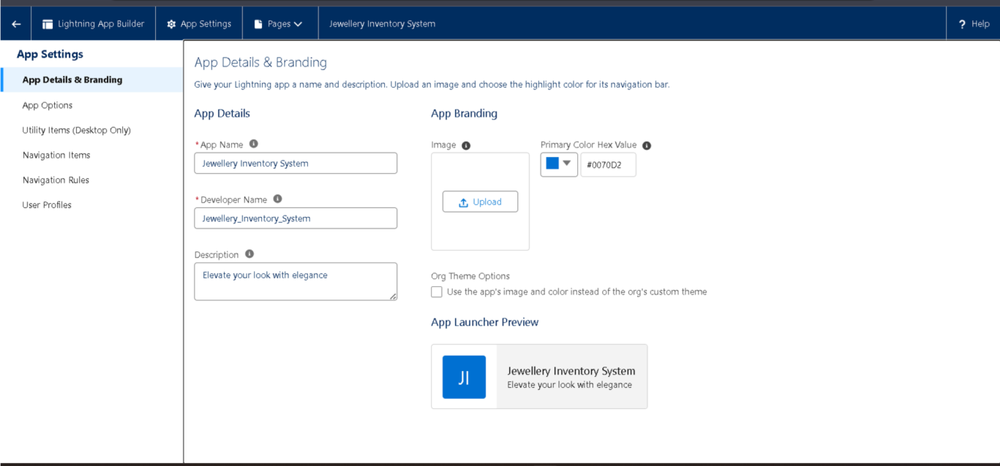 Lightning App Builder
App Settings
Pages
Jewellery Inventory System
? Help
App Settings
App Details & Branding
App Options
Utility Items (Desktop Only)
Navigation Items
Navigation Rules
User Profiles
App Details & Branding
Give your Lightning app a name and description. Upload an image and choose the highlight color for its navigation bar.
App Details
* App Name
Jewellery Inventory System
* Developer Name
Jewellery_Inventory_System
Description
Elevate your look with elegance
App Branding
Image
Upload
Primary Color Hex Value
#0070D2
Org Theme Options
Use the app's image and color instead of the org's custom theme
App Launcher Preview
JI
Jewellery Inventory System
Elevate your look with elegance